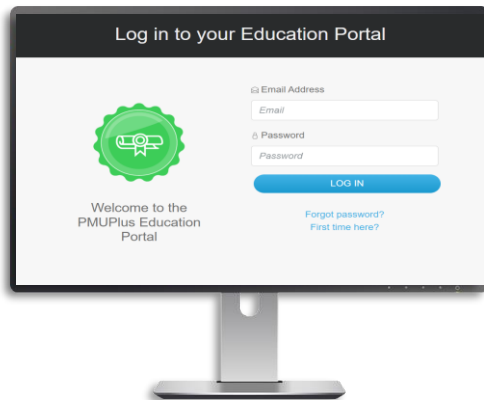 Log in to your Education Portal
Email Address
Email
Password
Password
LOG IN
Forgot password?
First time here?
Welcome to the
PMUPlus Education
Portal